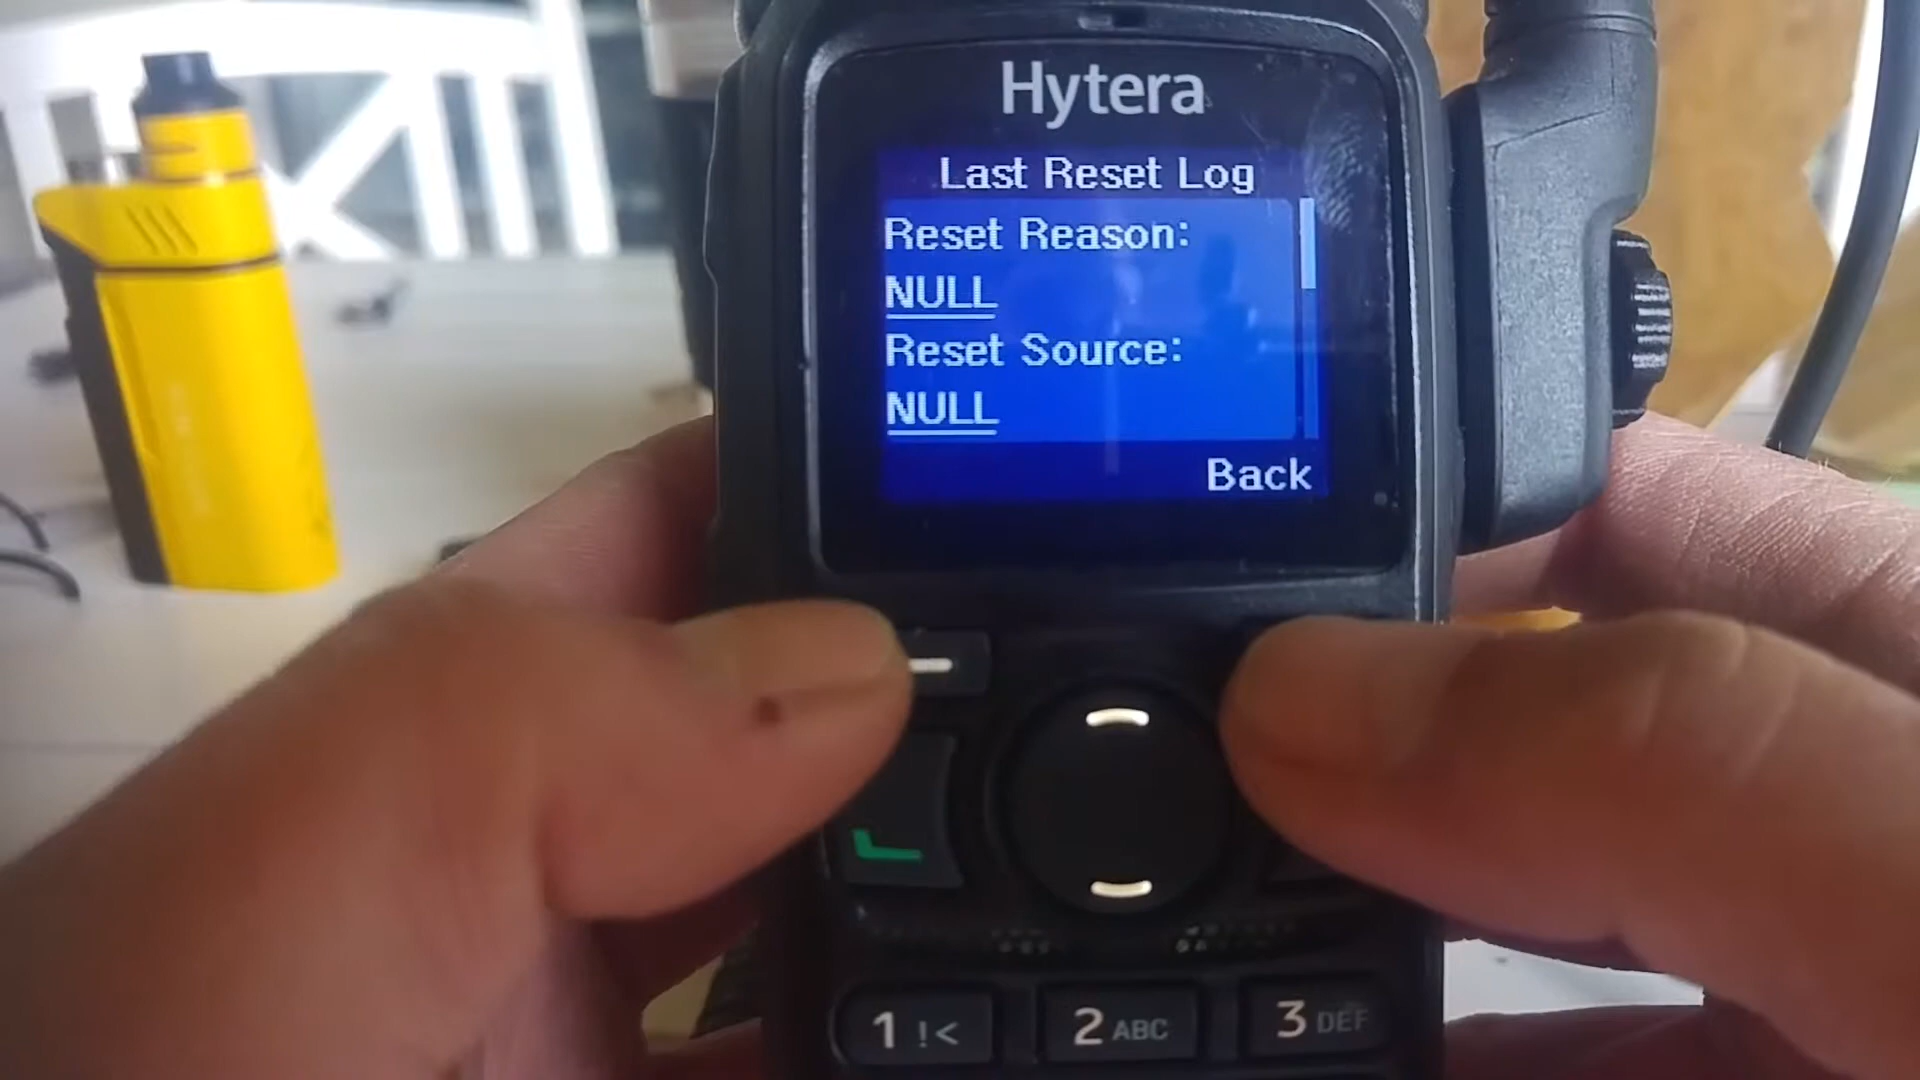 Hytera
Last Reset Log
Reset Reason:
NULL
Reset Source:
NULL
Back
1 !< 2 ABC 3 DEF